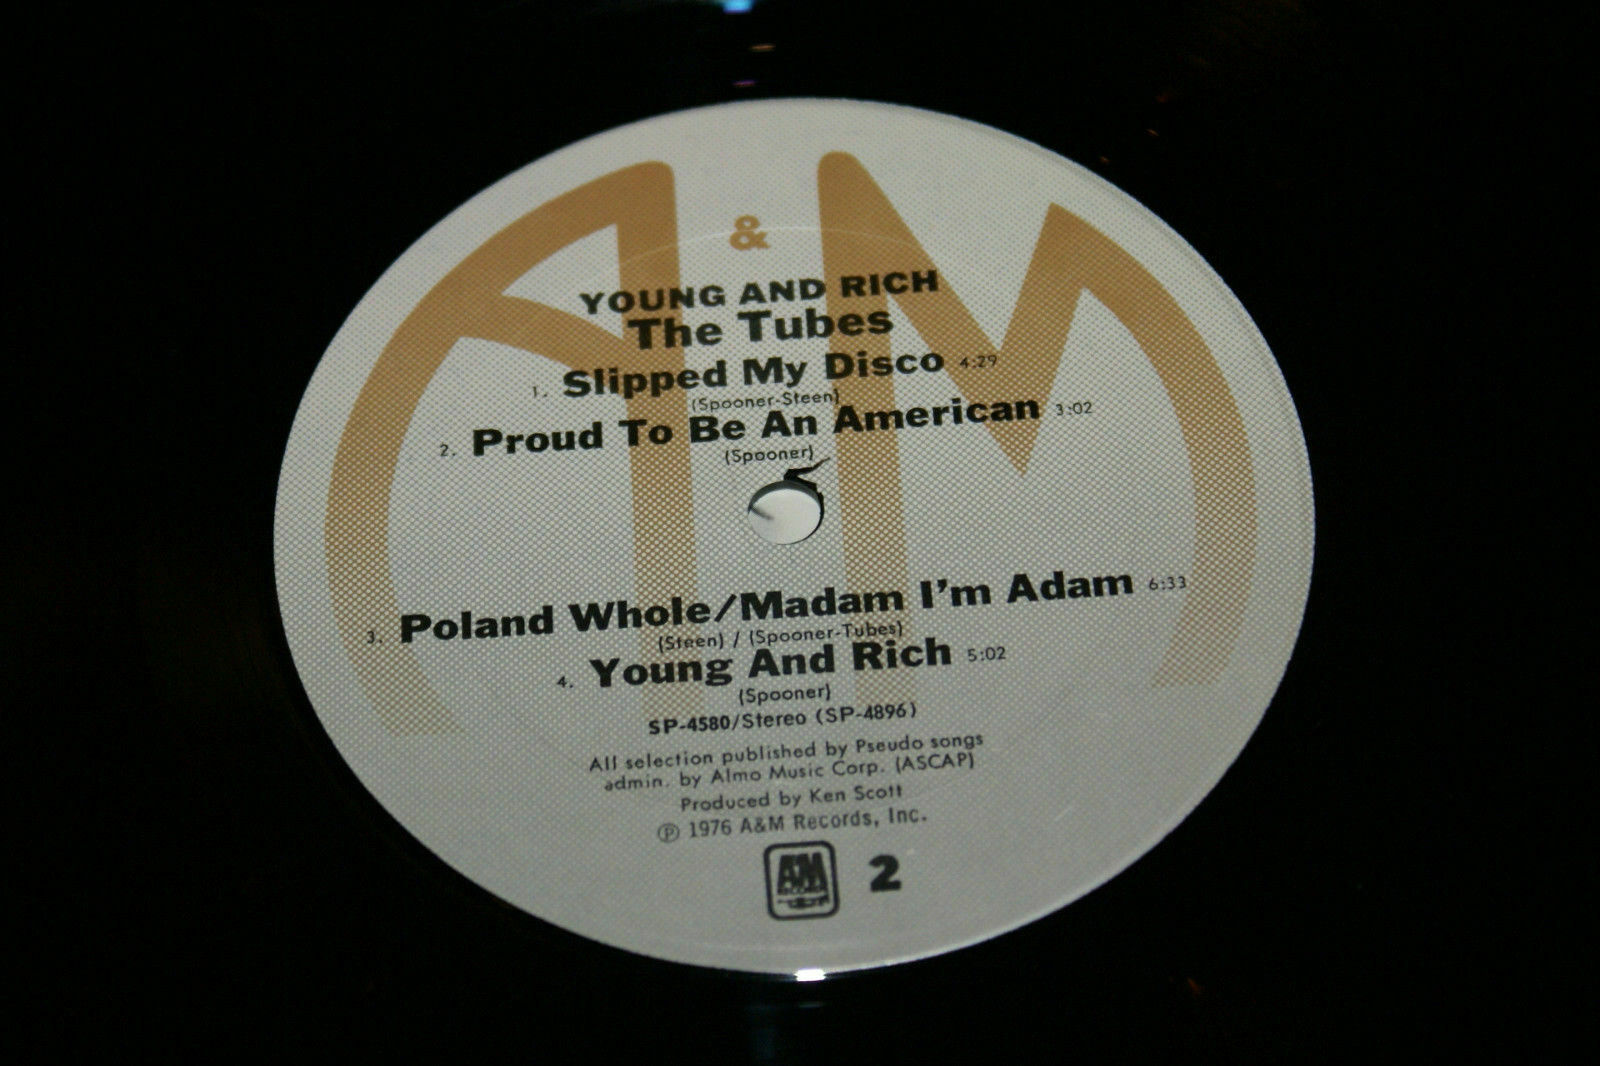 A & M
YOUNG AND RICH
The Tubes
1. Slipped My Disco 4:29
(Spooner-Steen)
2. Proud To Be An American 3:02
(Spooner)
3. Poland Whole/Madam I'm Adam 6:33
(Steen) / (Spooner-Tubes)
4. Young And Rich 5:02
(Spooner)
SP-4580/Stereo (SP-4896)
All selection published by Pseudo songs
admin. by Almo Music Corp. (ASCAP)
Produced by Ken Scott
℗ 1976 A&M Records, Inc.
A&M
RECORDS
2